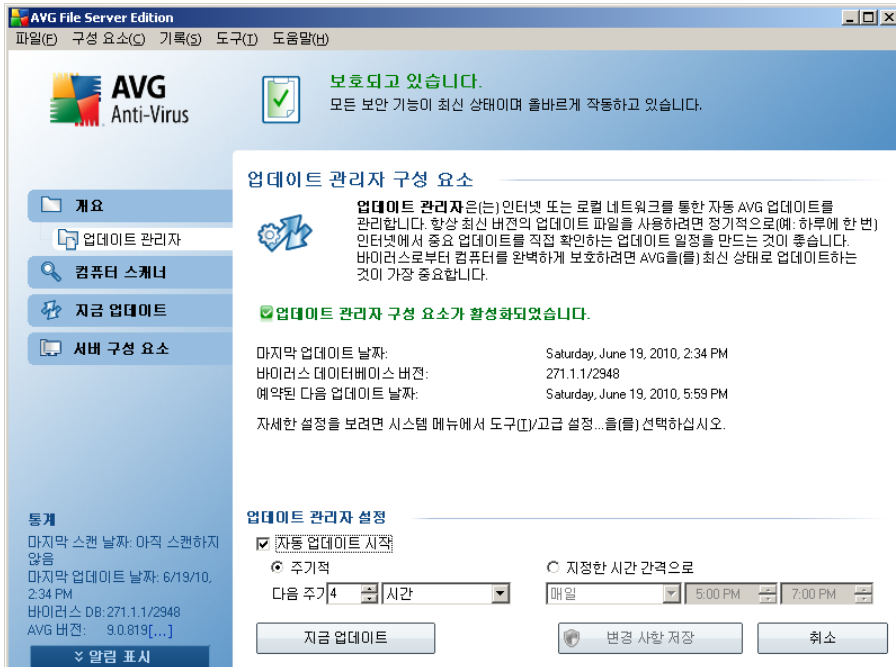 AVG File Server Edition
파일(F) 구성 요소(C) 기록(S) 도구(T) 도움말(H)
AVG
Anti-Virus
보호되고 있습니다.
모든 보안 기능이 최신 상태이며 올바르게 작동하고 있습니다.
개요
업데이트 관리자
컴퓨터 스캐너
지금 업데이트
서버 구성 요소
통계
마지막 스캔 날짜: 아직 스캔하지
않음
마지막 업데이트 날짜: 6/19/10,
2:34 PM
바이러스 DB: 271.1.1/2948
AVG 버전: 9.0.819[...]
알림 표시
업데이트 관리자 구성 요소
업데이트 관리자은(는) 인터넷 또는 로컬 네트워크를 통한 자동 AVG 업데이트를
관리합니다. 항상 최신 버전의 업데이트 파일을 사용하려면 정기적으로(예: 하루에 한 번)
인터넷에서 중요 업데이트를 직접 확인하는 업데이트 일정을 만드는 것이 좋습니다.
바이러스로부터 컴퓨터를 완벽하게 보호하려면 AVG을(를) 최신 상태로 업데이트하는
것이 가장 중요합니다.
업데이트 관리자 구성 요소가 활성화되었습니다.
마지막 업데이트 날짜: Saturday, June 19, 2010, 2:34 PM
바이러스 데이터베이스 버전: 271.1.1/2948
예약된 다음 업데이트 날짜: Saturday, June 19, 2010, 5:59 PM
자세한 설정을 보려면 시스템 메뉴에서 도구(T)/고급 설정...을(를) 선택하십시오.
업데이트 관리자 설정
자동 업데이트 시작
주기적 지정한 시간 간격으로
다음 주기 4 시간 매일 5:00 PM 7:00 PM
지금 업데이트 변경 사항 저장 취소